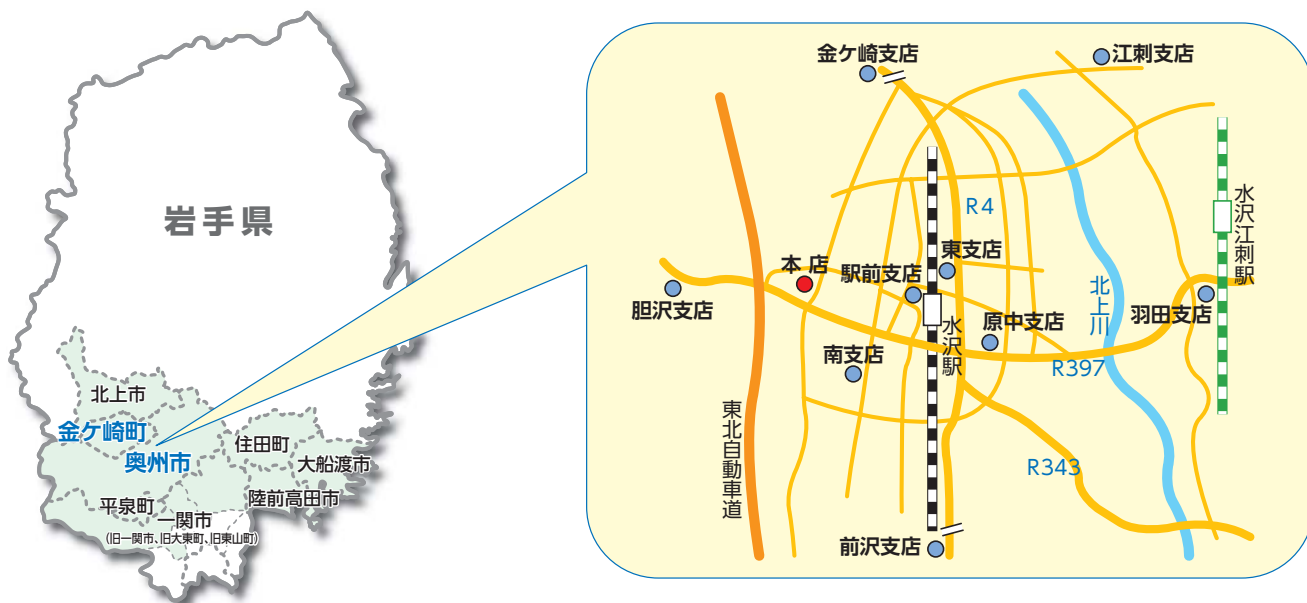 岩手県
北上市
金ケ崎町
奥州市
住田町
大船渡市
陸前高田市
平泉町
一関市
(旧一関市、旧大東町、旧東山町)
金ケ崎支店
江刺支店
R4
水沢江刺駅
東支店
本店
駅前支店
北上川
胆沢支店
羽田支店
原中支店
水沢駅
南支店
R397
東北自動車道
R343
前沢支店